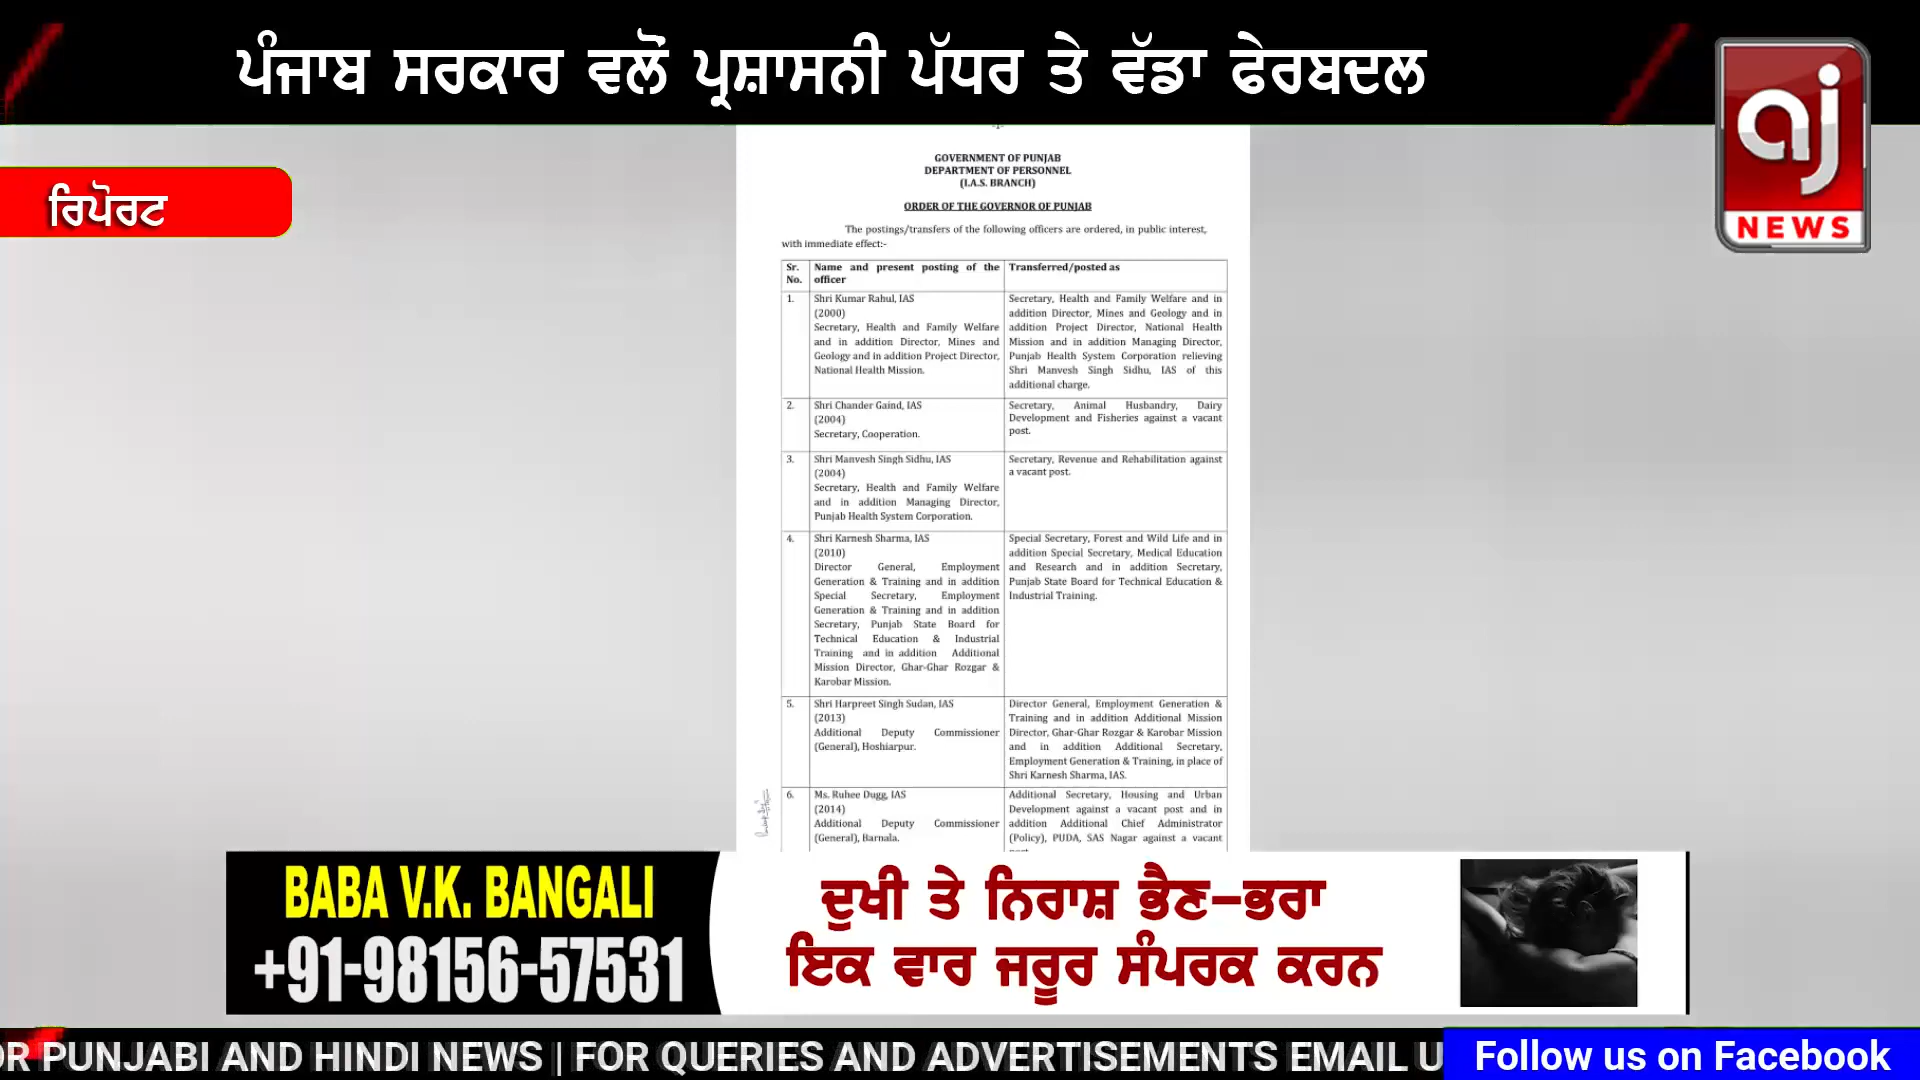 ਪੰਜਾਬ ਸਰਕਾਰ ਵਲੋਂ ਪ੍ਰਸ਼ਾਸਨੀ ਪੱਧਰ ਤੇ ਵੱਡਾ ਫੇਰਬਦਲ
aj
NEWS
ਰਿਪੋਰਟ
GOVERNMENT OF PUNJAB
DEPARTMENT OF PERSONNEL
(I.A.S. BRANCH)
ORDER OF THE GOVERNOR OF PUNJAB
The postings/transfers of the following officers are ordered, in public interest,
with immediate effect:-
Sr. No.
Name and present posting of the officer
Transferred/posted as
1.
Shri Kumar Rahul, IAS
(2000)
Secretary, Health and Family Welfare
and in addition Director, Mines and
Geology and in addition Project Director,
National Health Mission.
Secretary, Health and Family Welfare and in
addition Director, Mines and Geology and in
addition Project Director, National Health
Mission and in addition Managing Director,
Punjab Health System Corporation relieving
Shri Manvesh Singh Sidhu, IAS of this
additional charge.
2.
Shri Chander Gaind, IAS
(2004)
Secretary, Cooperation.
Secretary, Animal Husbandry, Dairy
Development and Fisheries against a vacant
post.
3.
Shri Manvesh Singh Sidhu, IAS
(2004)
Secretary, Health and Family Welfare
and in addition Managing Director,
Punjab Health System Corporation.
Secretary, Revenue and Rehabilitation against
a vacant post.
4.
Shri Karnesh Sharma, IAS
(2010)
Director General, Employment
Generation & Training and in addition
Special Secretary, Employment
Generation & Training and in addition
Secretary, Punjab State Board for
Technical Education & Industrial
Training and in addition Additional
Mission Director, Ghar-Ghar Rozgar &
Karobar Mission.
Special Secretary, Forest and Wild Life and in
addition Special Secretary, Medical Education
and Research and in addition Secretary,
Punjab State Board for Technical Education &
Industrial Training.
5.
Shri Harpreet Singh Sudan, IAS
(2013)
Additional Deputy Commissioner
(General), Hoshiarpur.
Director General, Employment Generation &
Training and in addition Additional Mission
Director, Ghar-Ghar Rozgar & Karobar Mission
and in addition Additional Secretary,
Employment Generation & Training, in place of
Shri Karnesh Sharma, IAS.
6.
Ms. Ruhee Dugg, IAS
(2014)
Additional Deputy Commissioner
(General), Barnala.
Additional Secretary, Housing and Urban
Development against a vacant post and in
addition Additional Chief Administrator
(Policy), PUDA, SAS Nagar against a vacant
BABA V.K. BANGALI
+91-98156-57531
ਦੁਖੀ ਤੇ ਨਿਰਾਸ਼ ਭੈਣ-ਭਰਾ
ਇਕ ਵਾਰ ਜਰੂਰ ਸੰਪਰਕ ਕਰਨ
OR PUNJABI AND HINDI NEWS | FOR QUERIES AND ADVERTISEMENTS EMAIL U
Follow us on Facebook